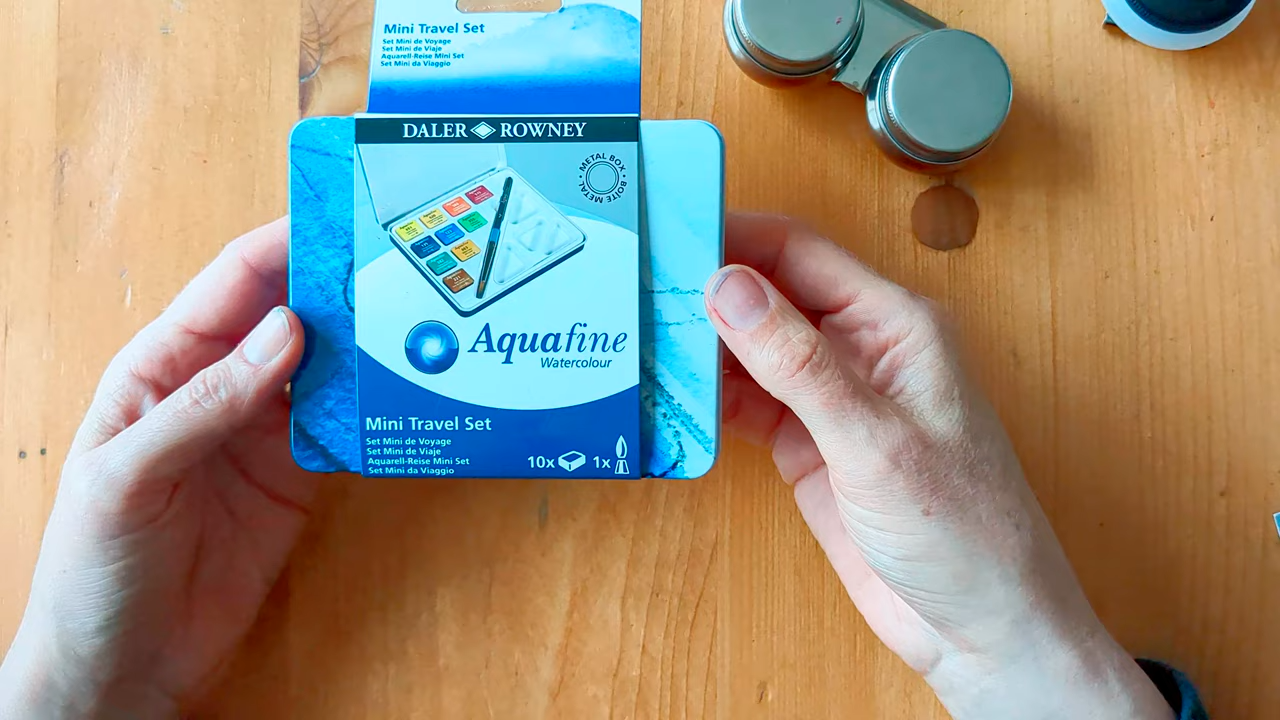 Mini Travel Set
Set Mini de Voyage
Set Mini de Viaje
Aquarell-Reise Mini Set
Set Mini da Viaggio
DALER ROWNEY
METAL BOX • BOÎTE METAL •
Aquafine
Watercolour
Mini Travel Set
Set Mini de Voyage
Set Mini de Viaje
Aquarell-Reise Mini Set
Set Mini da Viaggio
10x 1x